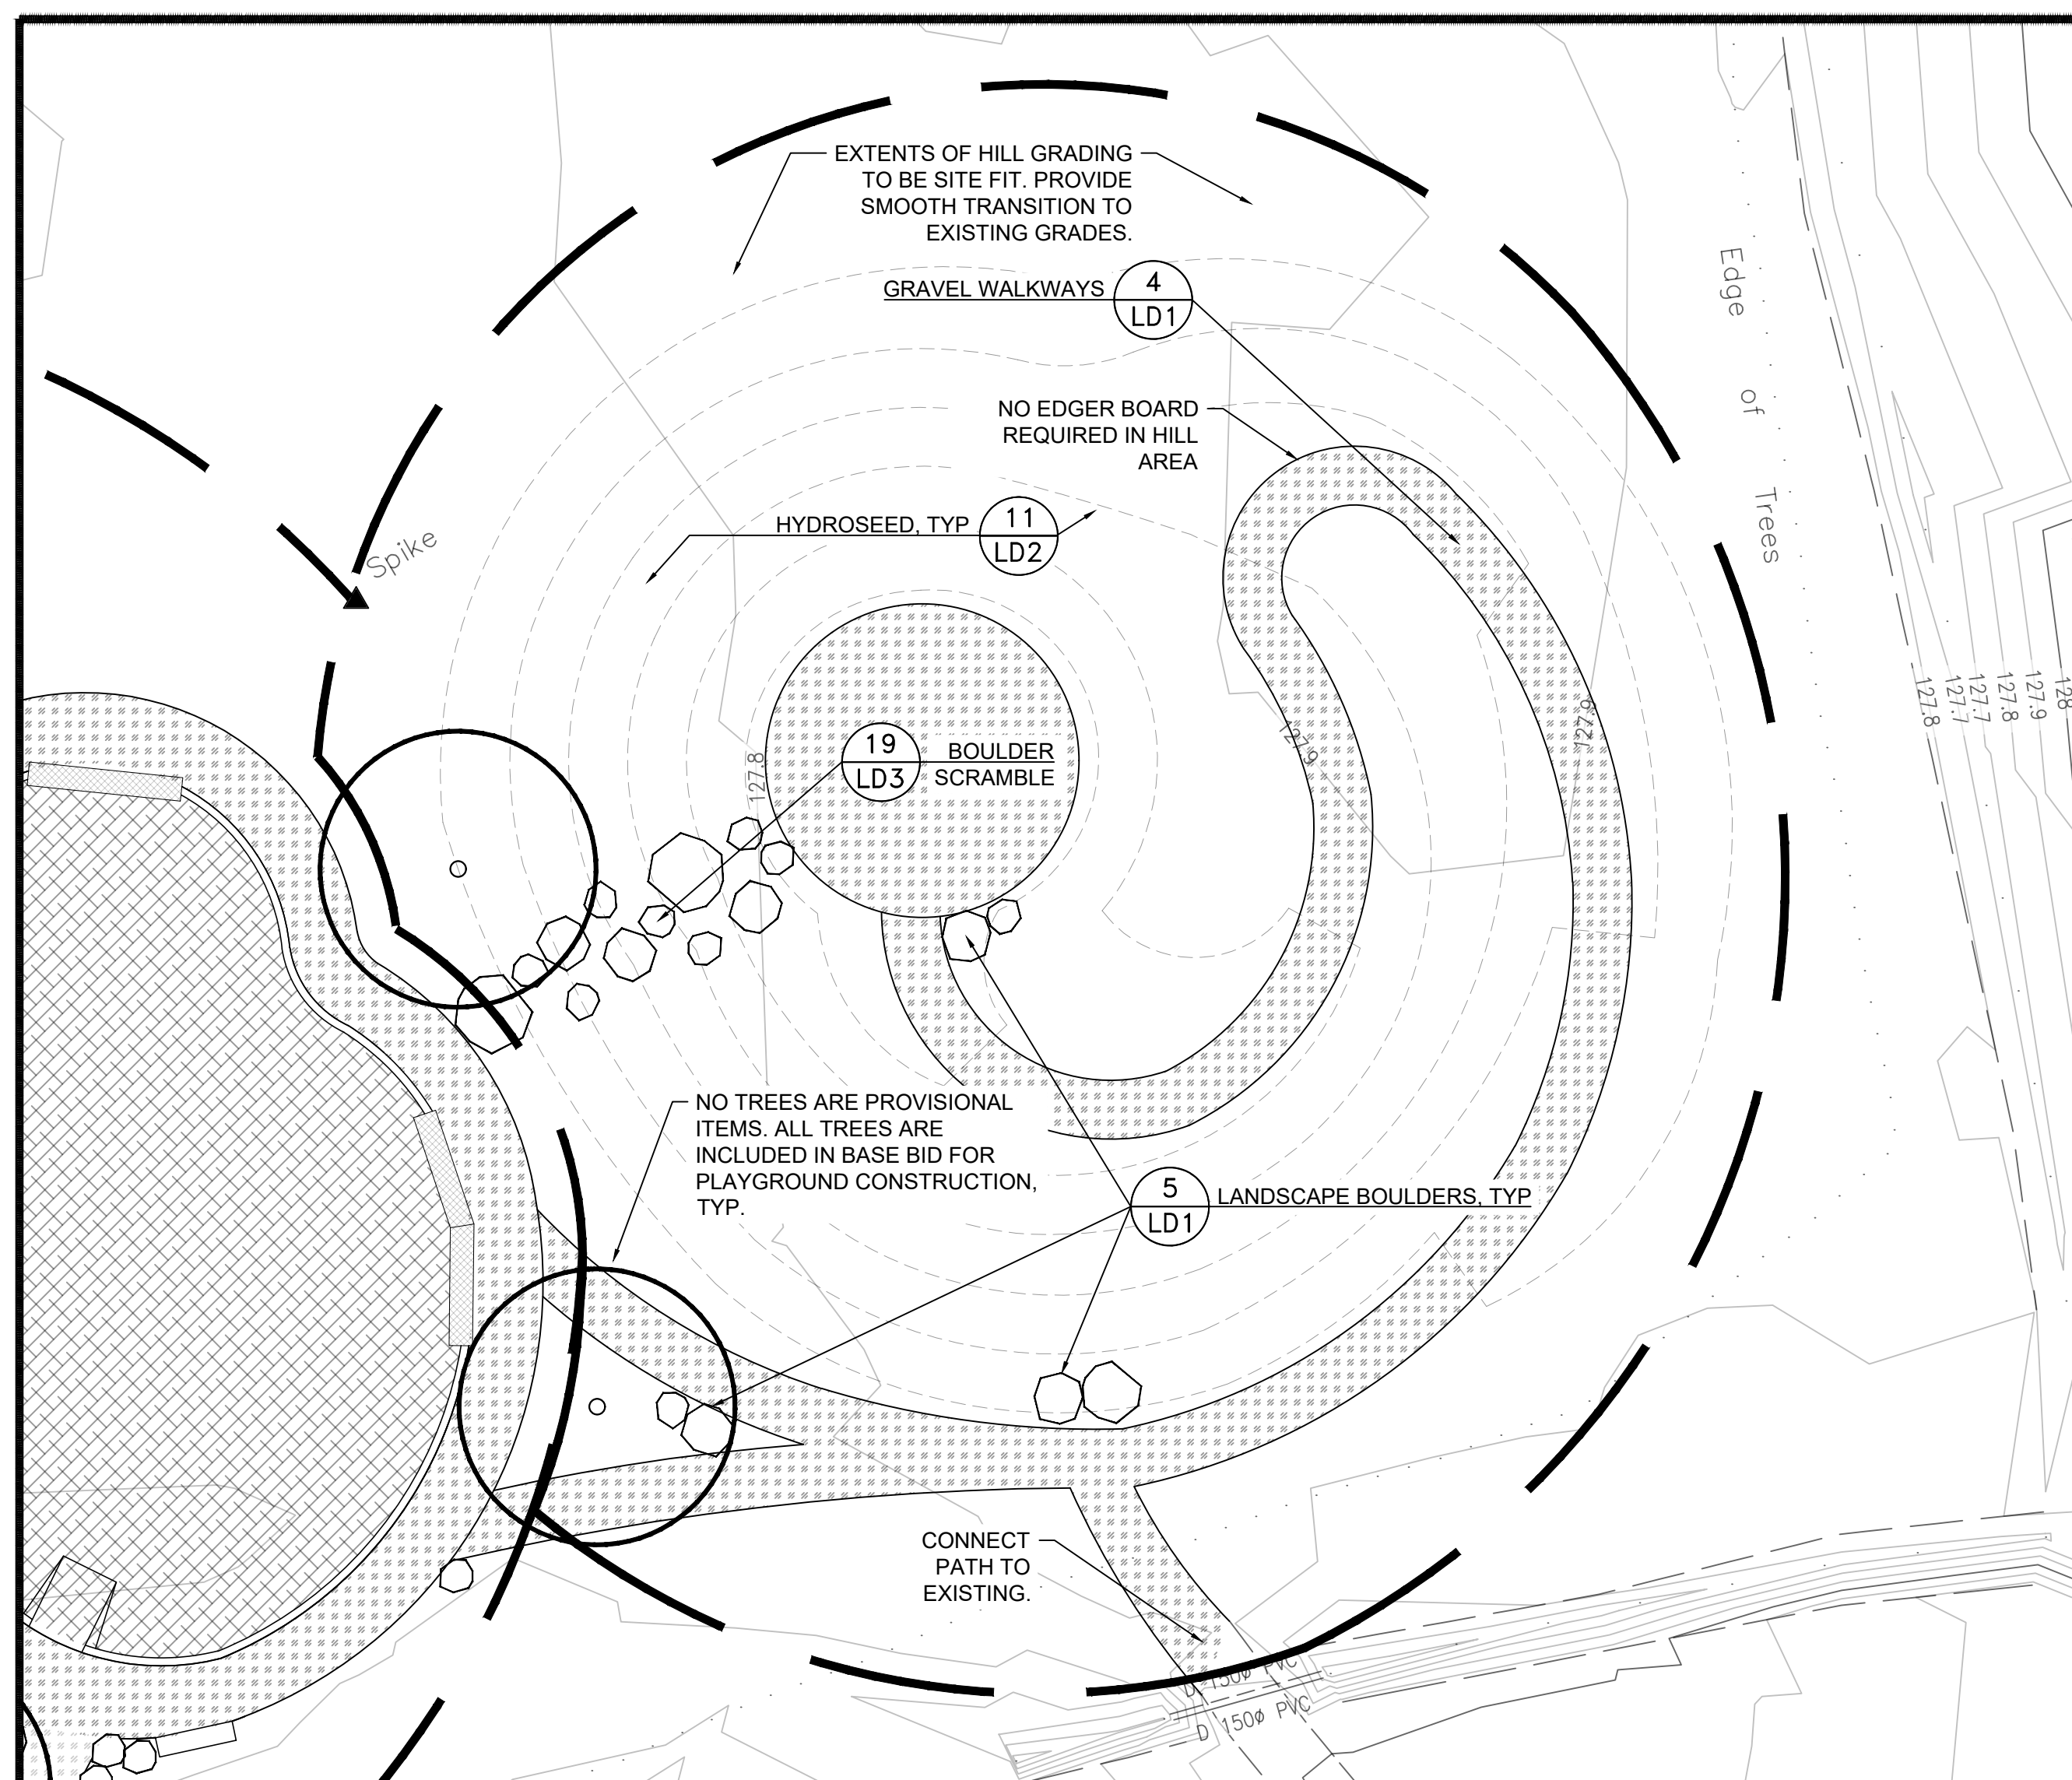 EXTENTS OF HILL GRADING
TO BE SITE FIT. PROVIDE
SMOOTH TRANSITION TO
EXISTING GRADES.
GRAVEL WALKWAYS
4
LD1
Edge of Trees
NO EDGER BOARD
REQUIRED IN HILL
AREA
HYDROSEED, TYP
11
LD2
Spike
127.8
127.7
127.7
127.8
127.9
128
127.9
127.9
127.8
19
LD3
BOULDER
SCRAMBLE
NO TREES ARE PROVISIONAL
ITEMS. ALL TREES ARE
INCLUDED IN BASE BID FOR
PLAYGROUND CONSTRUCTION,
TYP.
5
LD1
LANDSCAPE BOULDERS, TYP
CONNECT
PATH TO
EXISTING.
D 150ø PVC
D 150ø PVC